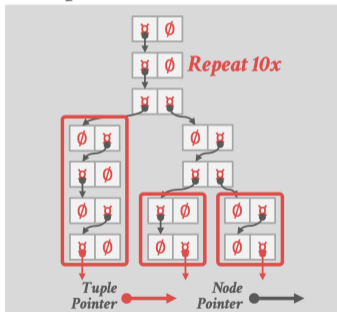 ¤ Ø
¤ Ø Repeat 10x
¤ ¤
Ø ¤ Ø ¤
¤ Ø ¤ ¤
Ø ¤ ¤ Ø Ø ¤
¤ Ø Ø ¤ Ø ¤
Tuple Node
Pointer Pointer